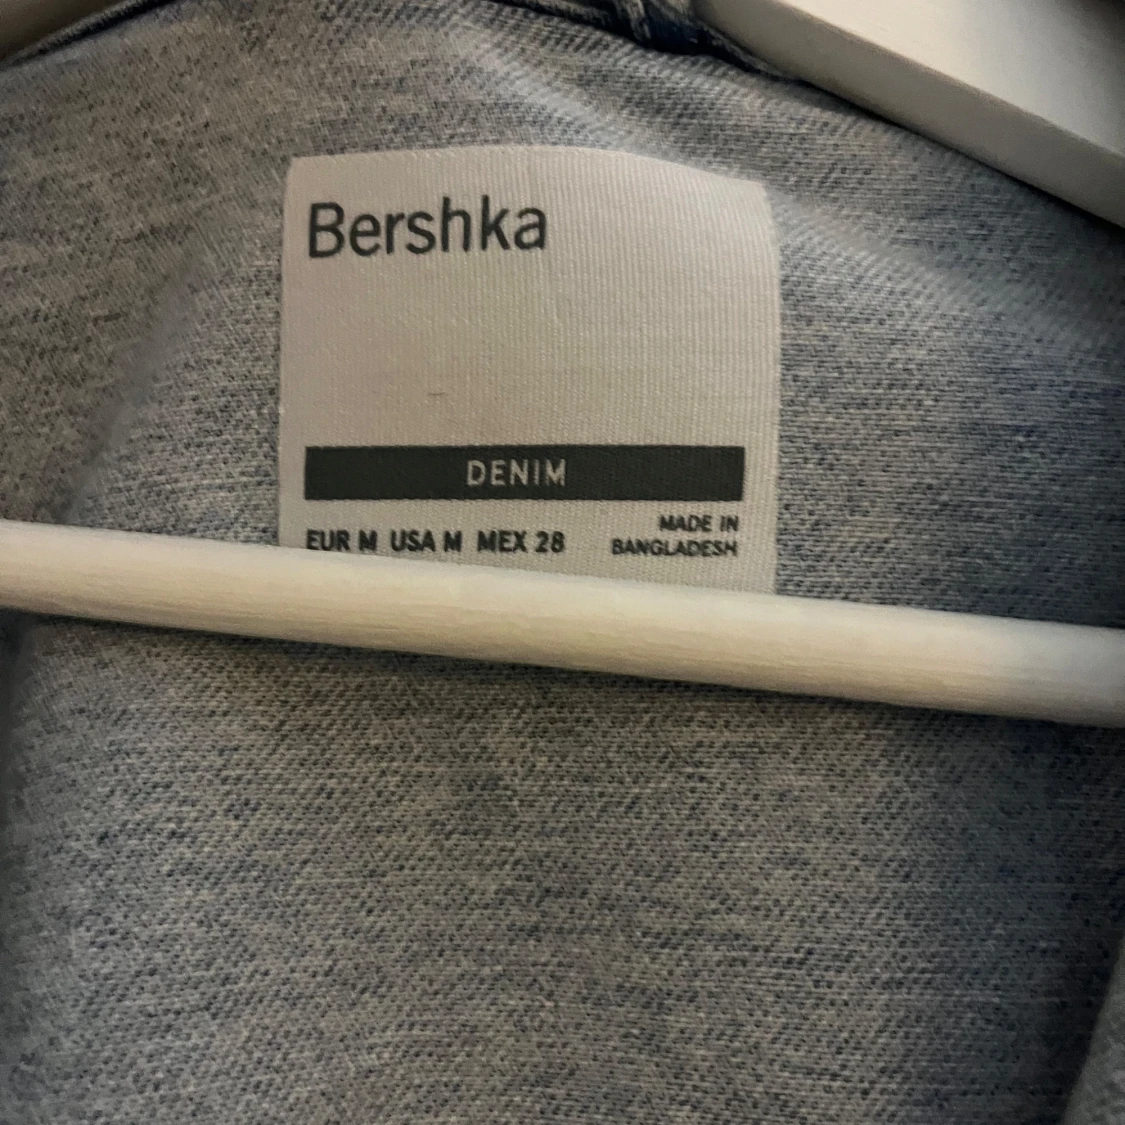 Bershka
DENIM
EUR M USA M MEX 28
MADE IN
BANGLADESH